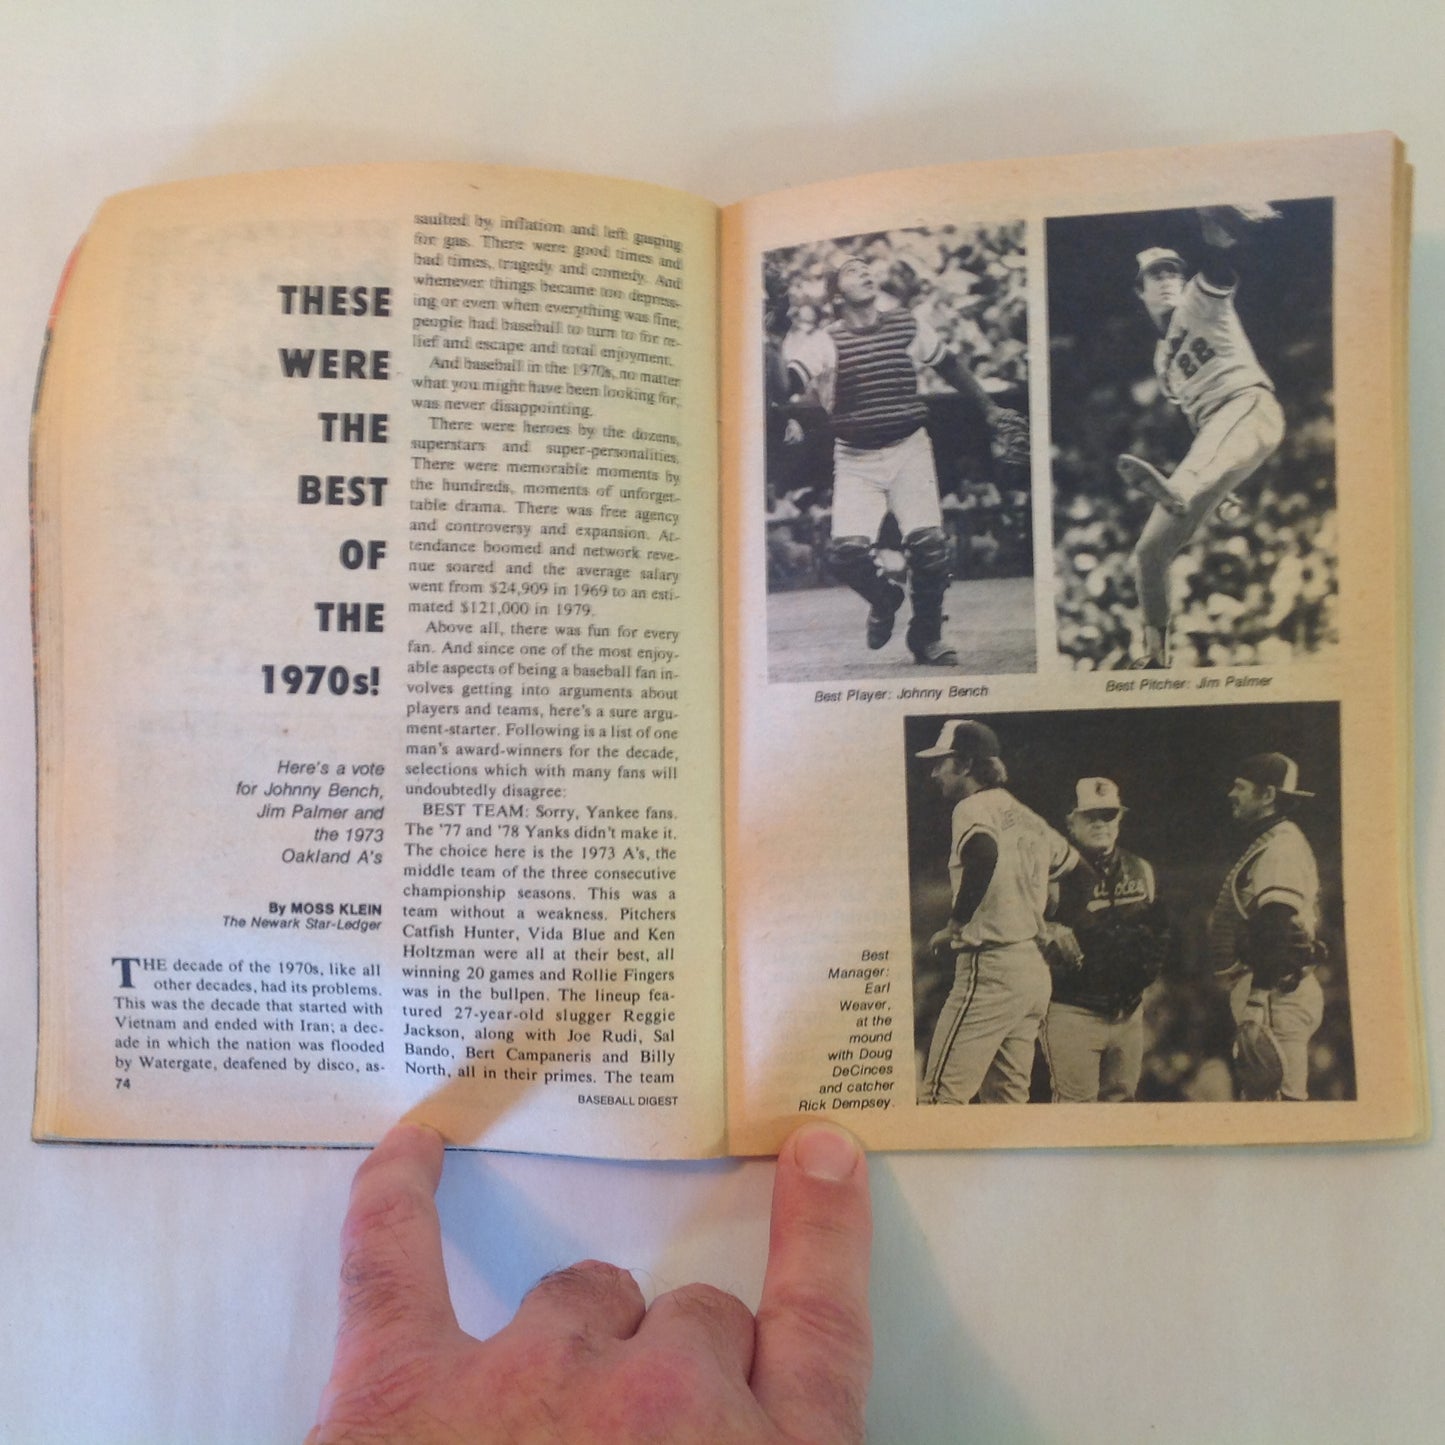 THESE
WERE
THE
BEST
OF
THE
1970s!
Here's a vote
for Johnny Bench,
Jim Palmer and
the 1973
Oakland A's
By MOSS KLEIN
The Newark Star-Ledger
THE decade of the 1970s, like all
other decades, had its problems.
This was the decade that started with
Vietnam and ended with Iran; a dec-
ade in which the nation was flooded
by Watergate, deafened by disco, as-
74
saulted by inflation and left gasping
for gas. There were good times and
bad times, tragedy and comedy. And
whenever things became too depress-
ing or even when everything was fine,
people had baseball to turn to for re-
lief and escape and total enjoyment.
And baseball in the 1970s, no matter
what you might have been looking for,
was never disappointing.
There were heroes by the dozens,
superstars and super-personalities.
There were memorable moments by
the hundreds, moments of unforget-
table drama. There was free agency
and controversy and expansion. At-
tendance boomed and network reve-
nue soared and the average salary
went from $24,909 in 1969 to an esti-
mated $121,000 in 1979.
Above all, there was fun for every
fan. And since one of the most enjoy-
able aspects of being a baseball fan in-
volves getting into arguments about
players and teams, here's a sure argu-
ment-starter. Following is a list of one
man's award-winners for the decade,
selections which with many fans will
undoubtedly disagree:
BEST TEAM: Sorry, Yankee fans.
The '77 and '78 Yanks didn't make it.
The choice here is the 1973 A's, the
middle team of the three consecutive
championship seasons. This was a
team without a weakness. Pitchers
Catfish Hunter, Vida Blue and Ken
Holtzman were all at their best, all
winning 20 games and Rollie Fingers
was in the bullpen. The lineup fea-
tured 27-year-old slugger Reggie
Jackson, along with Joe Rudi, Sal
Bando, Bert Campaneris and Billy
North, all in their primes. The team
BASEBALL DIGEST
22
Best Player: Johnny Bench
Best Pitcher: Jim Palmer
Best
Manager:
Earl
Weaver,
at the
mound
with Doug
DeCinces
and catcher
Rick Dempsey.